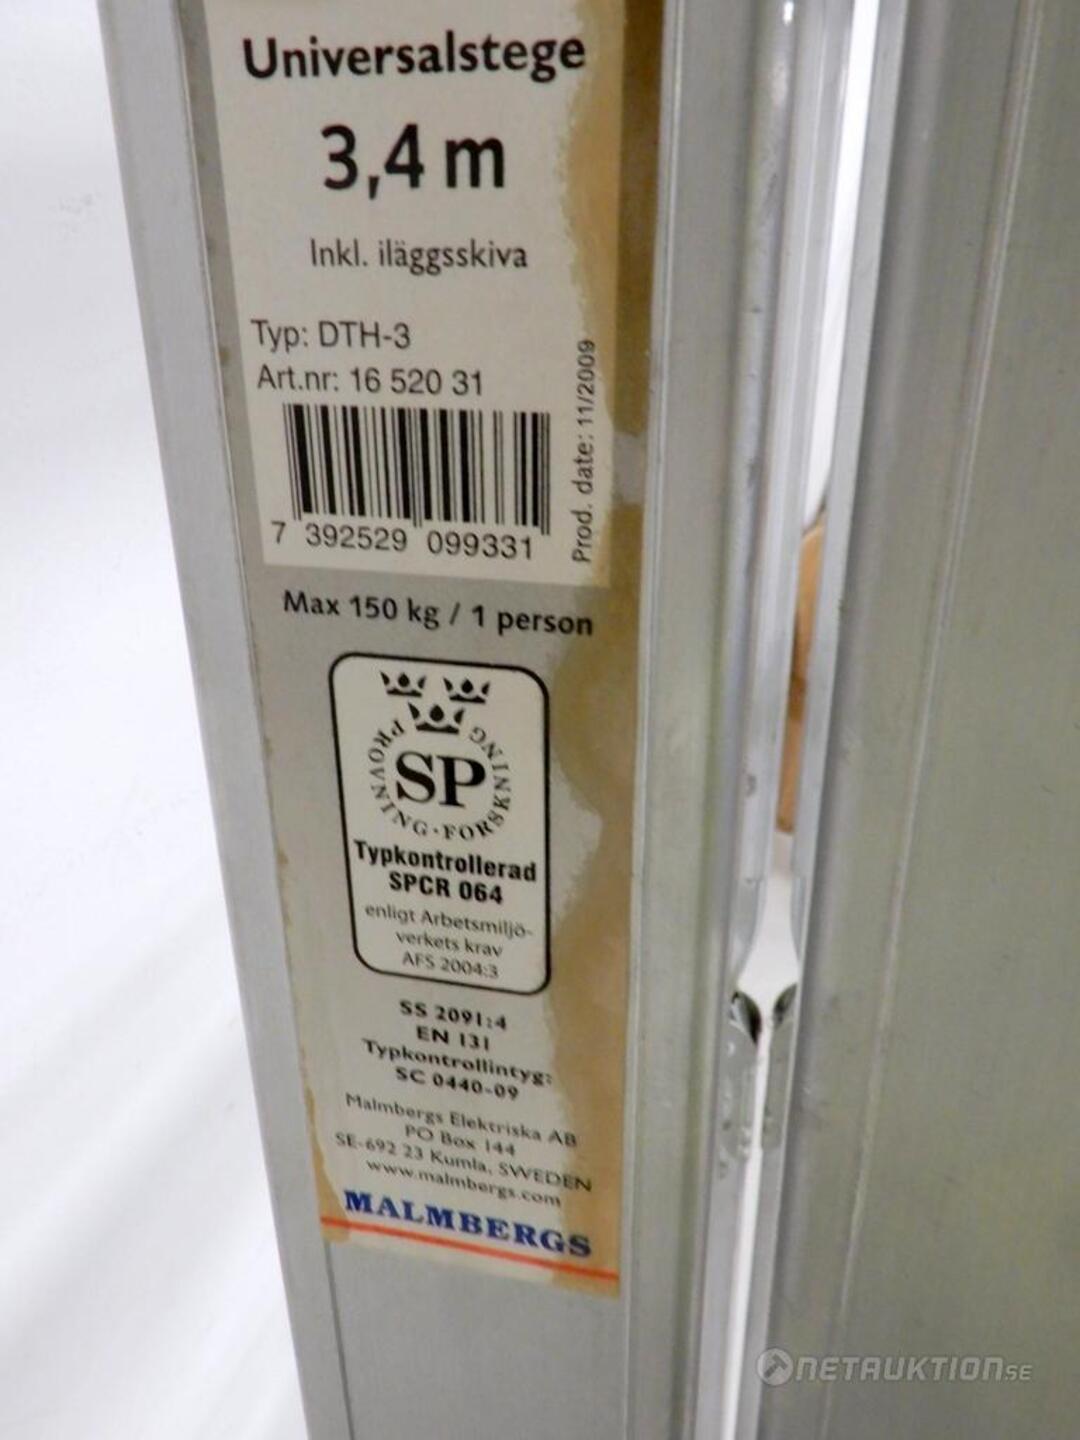 Universalstege
3,4 m
Inkl. iläggsskiva
Typ: DTH-3
Art.nr: 16 520 31
Prod. date: 11/2009
7 392529 099331
Max 150 kg / 1 person
PROVNING · FORSKNING
SP
Typkontrollerad
SPCR 064
enligt Arbetsmiljö-
verkets krav
AFS 2004:3
SS 2091:4
EN 131
Typkontrollintyg:
SC 0440-09
Malmbergs Elektriska AB
PO Box 144
SE-692 23 Kumla, SWEDEN
www.malmbergs.com
MALMBERGS
NETAUKTION.SE